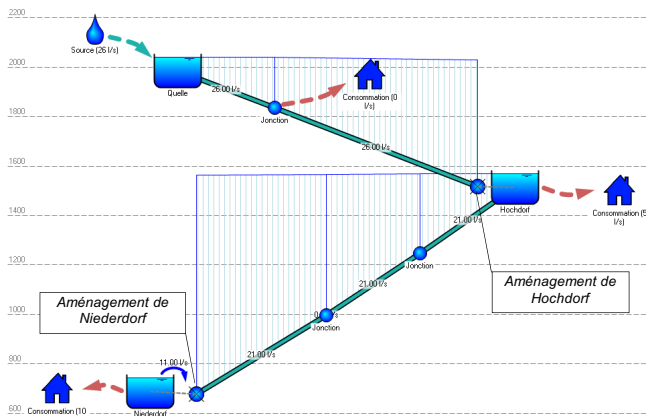 2200
Source (26 l/s)
2000
Quelle
26.00 l/s
Consommation (0
l/s)
1800
Jonction
26.00 l/s
1600
Hochdorf
Consommation (5
l/s)
1400
21.00 l/s
1200
Jonction
21.00 l/s
Aménagement de
Hochdorf
Aménagement de
Niederdorf
1000
Jonction
21.00 l/s
800
11.00 l/s
Niederdorf
Consommation (10
600